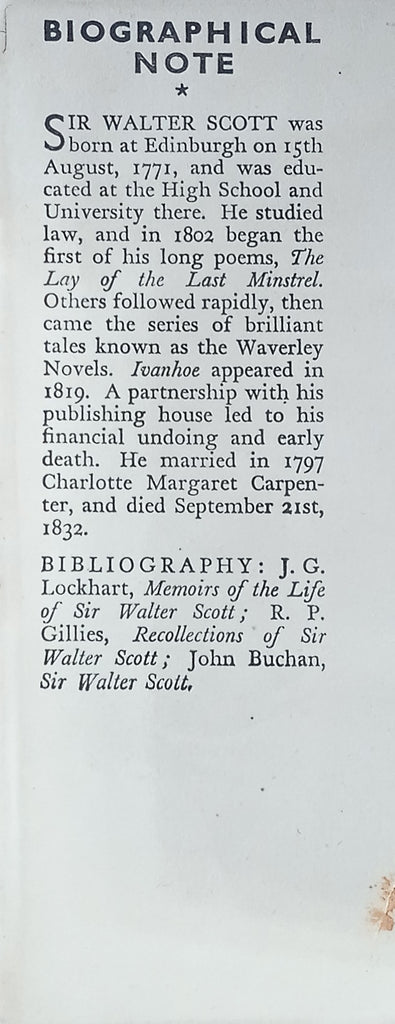 BIOGRAPHICAL
NOTE
★
SIR WALTER SCOTT was
born at Edinburgh on 15th
August, 1771, and was edu-
cated at the High School and
University there. He studied
law, and in 1802 began the
first of his long poems, The
Lay of the Last Minstrel.
Others followed rapidly, then
came the series of brilliant
tales known as the Waverley
Novels. Ivanhoe appeared in
1819. A partnership with his
publishing house led to his
financial undoing and early
death. He married in 1797
Charlotte Margaret Carpen-
ter, and died September 21st,
1832.
BIBLIOGRAPHY: J. G.
Lockhart, Memoirs of the Life
of Sir Walter Scott; R. P.
Gillies, Recollections of Sir
Walter Scott; John Buchan,
Sir Walter Scott.